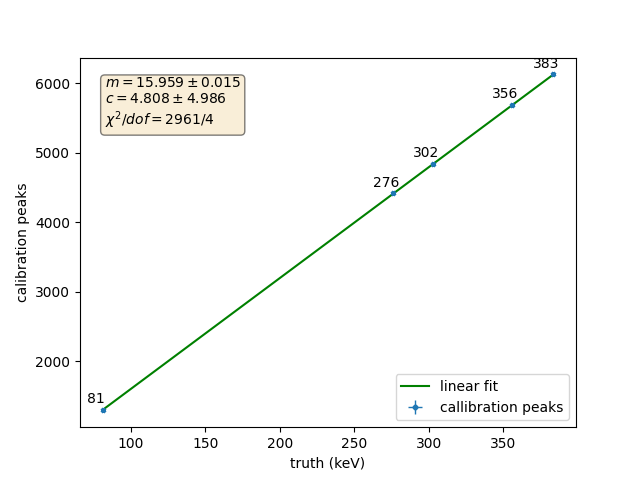 383
m = 15.959 ± 0.015
c = 4.808 ± 4.986
χ²/dof = 2961/4
356
302
276
81
6000
5000
4000
3000
2000
calibration peaks
linear fit
callibration peaks
100 150 200 250 300 350
truth (keV)